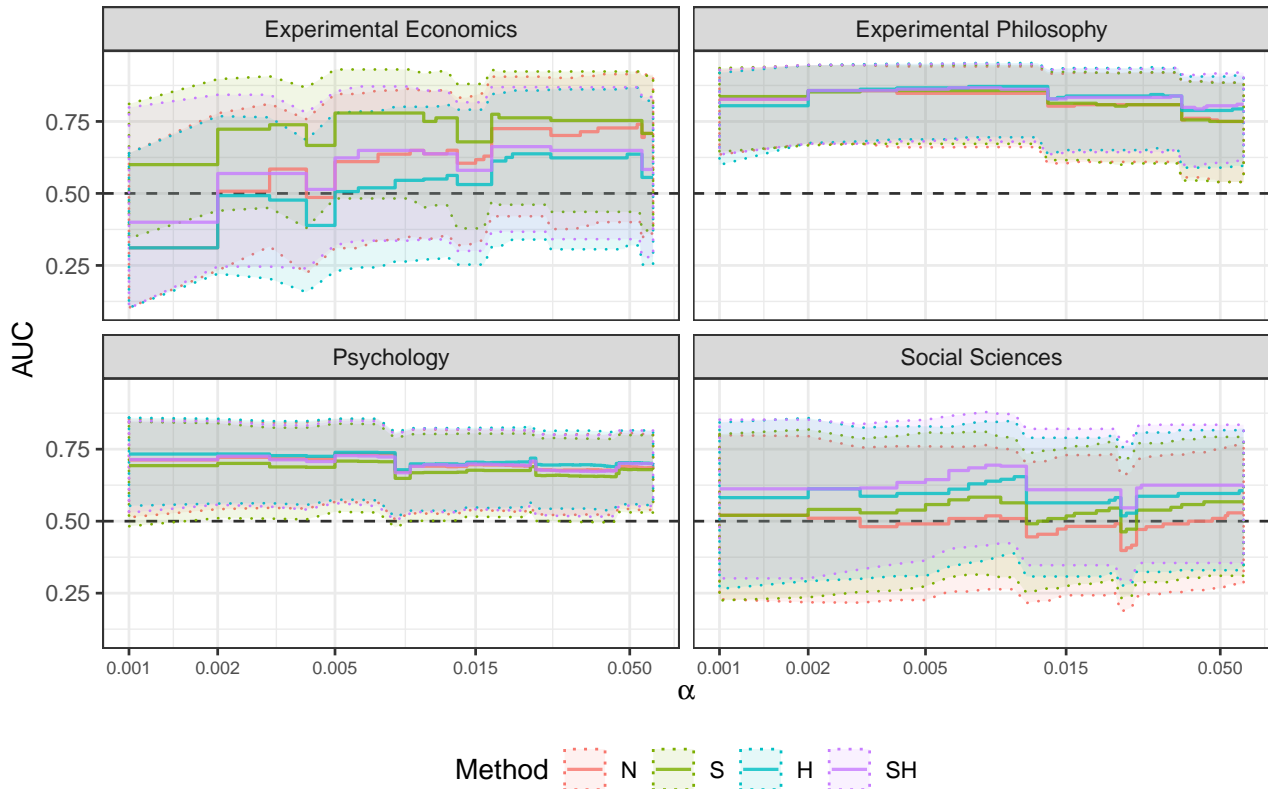 Experimental Economics
Experimental Philosophy
0.75
0.50
0.25
AUC
Psychology
Social Sciences
0.75
0.50
0.25
0.001 0.002 0.005 0.015 0.050
0.001 0.002 0.005 0.015 0.050
α
Method N S H SH